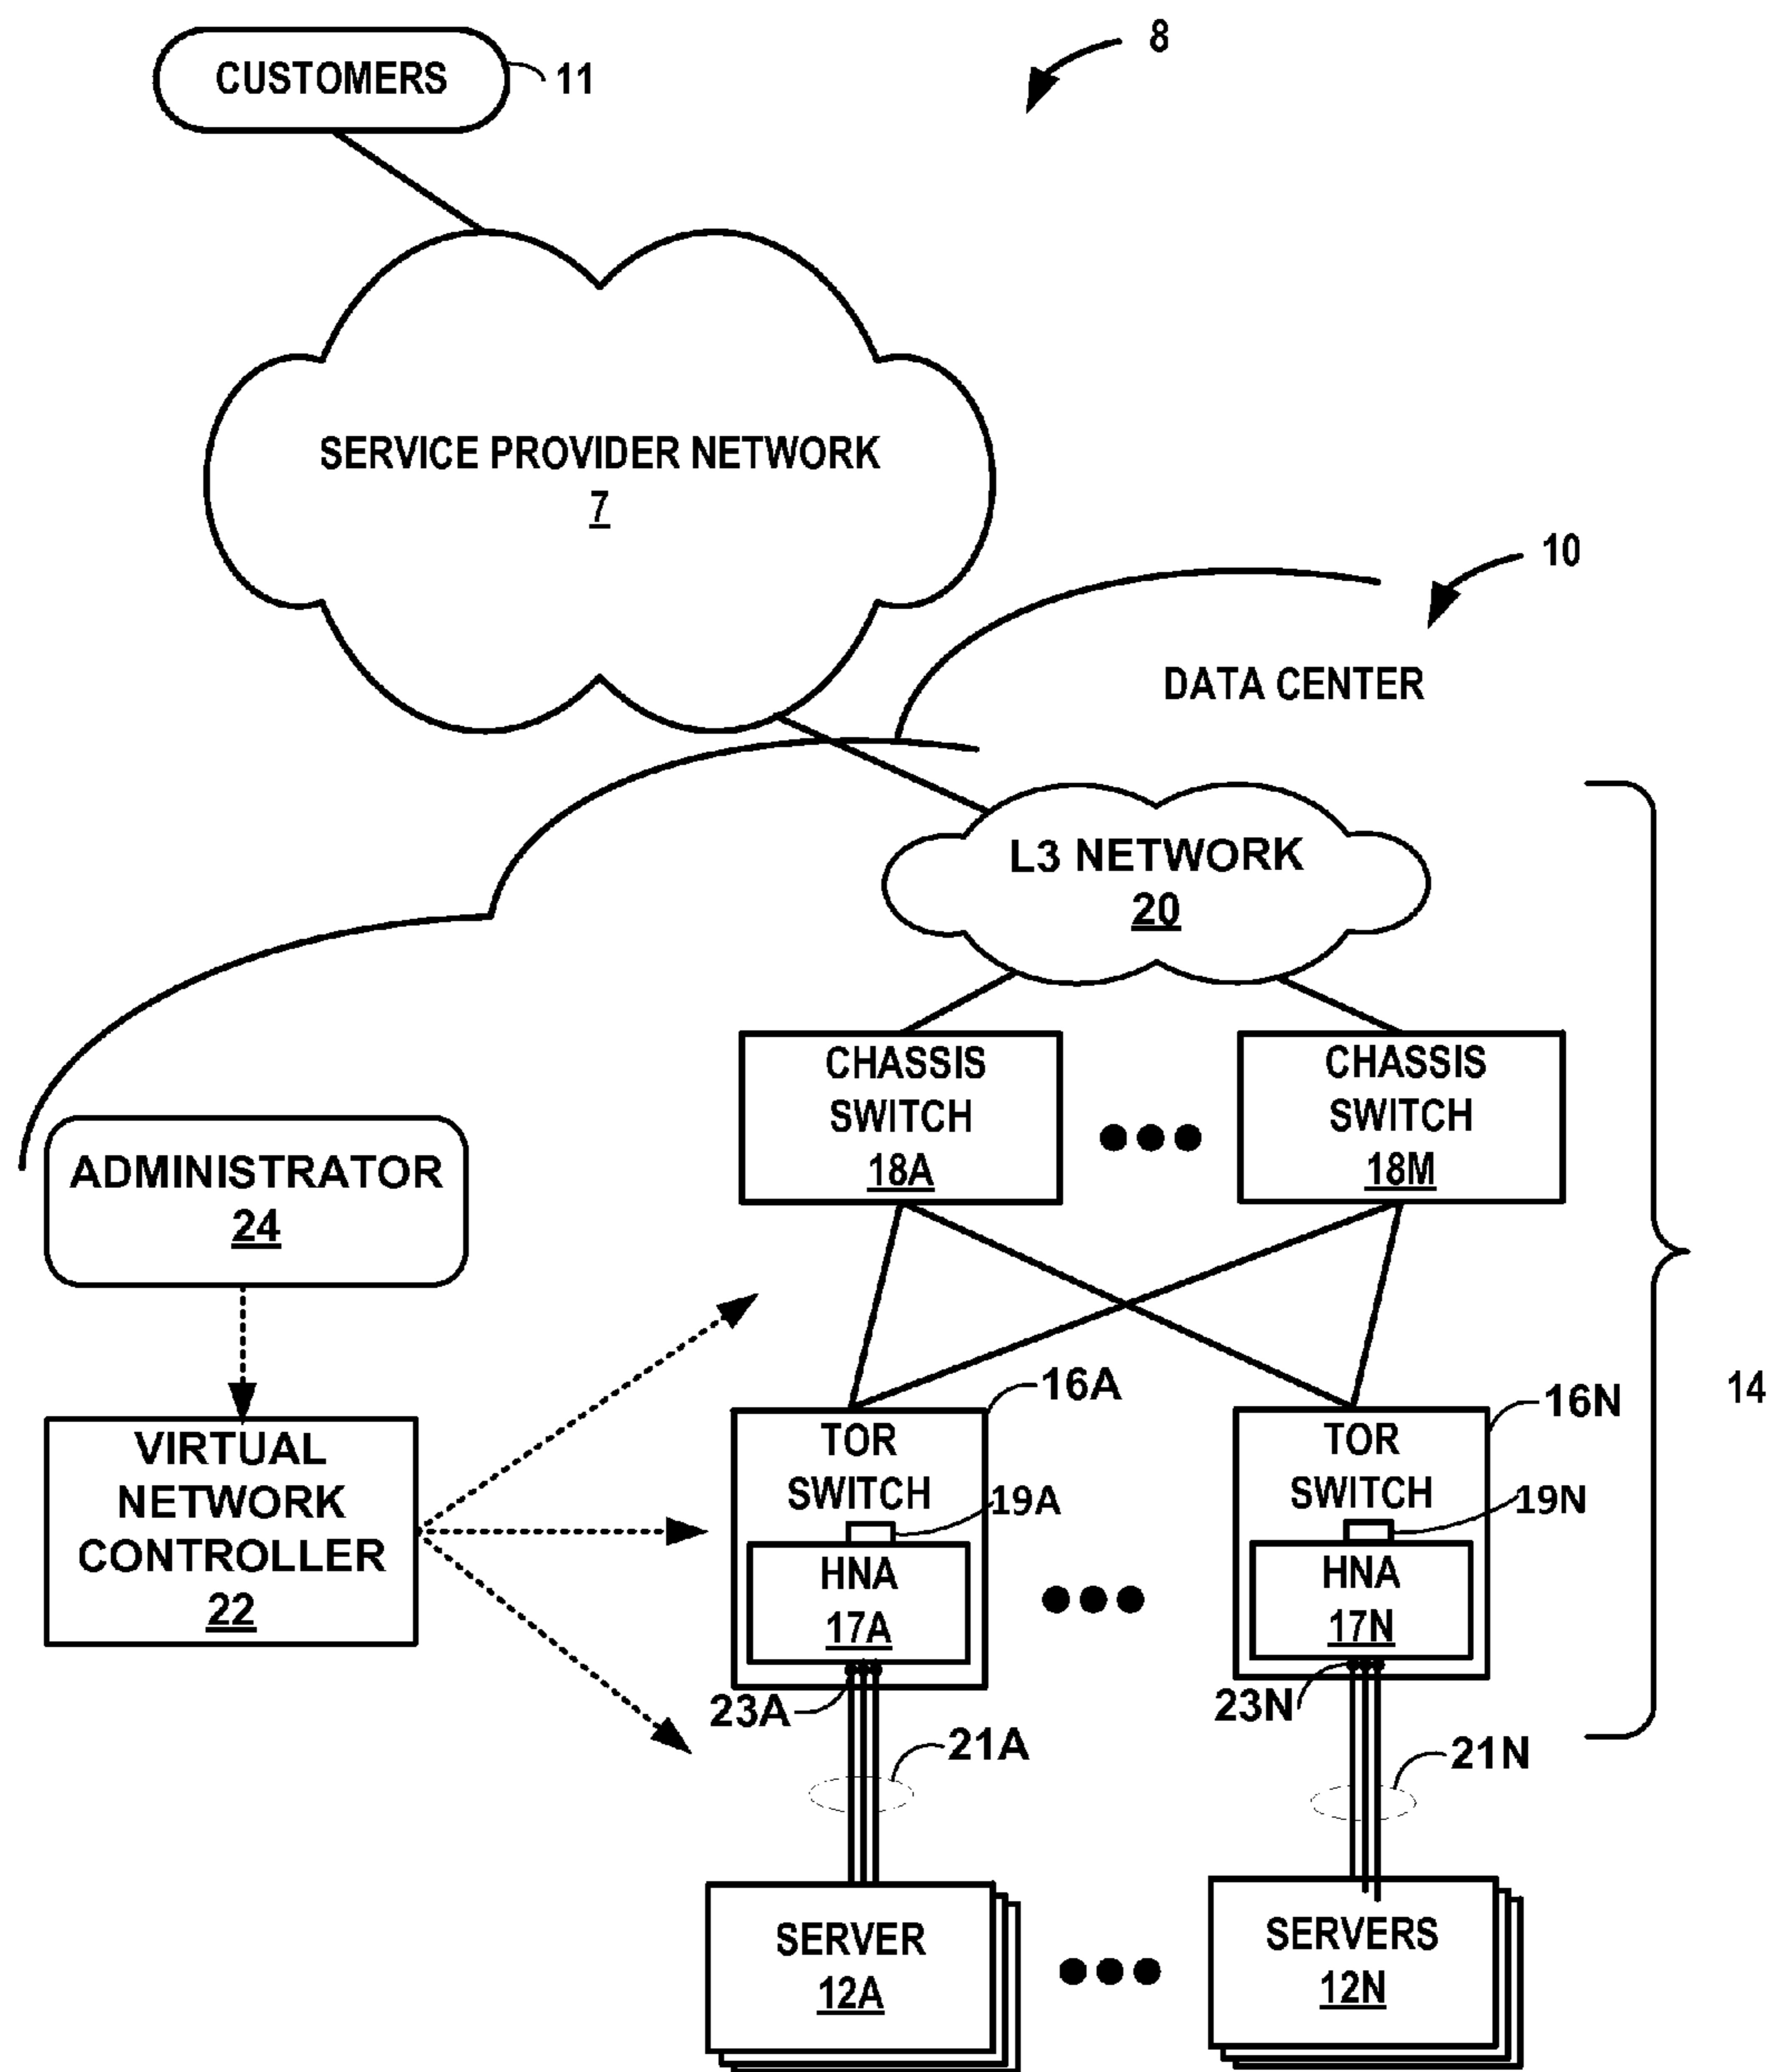 8
CUSTOMERS
11
SERVICE PROVIDER NETWORK
7
10
DATA CENTER
L3 NETWORK
20
CHASSIS
SWITCH
18A
CHASSIS
SWITCH
18M
ADMINISTRATOR
24
14
16A
16N
TOR
SWITCH
19A
HNA
17A
TOR
SWITCH
19N
HNA
17N
VIRTUAL
NETWORK
CONTROLLER
22
23A
23N
21A
21N
SERVER
12A
SERVERS
12N